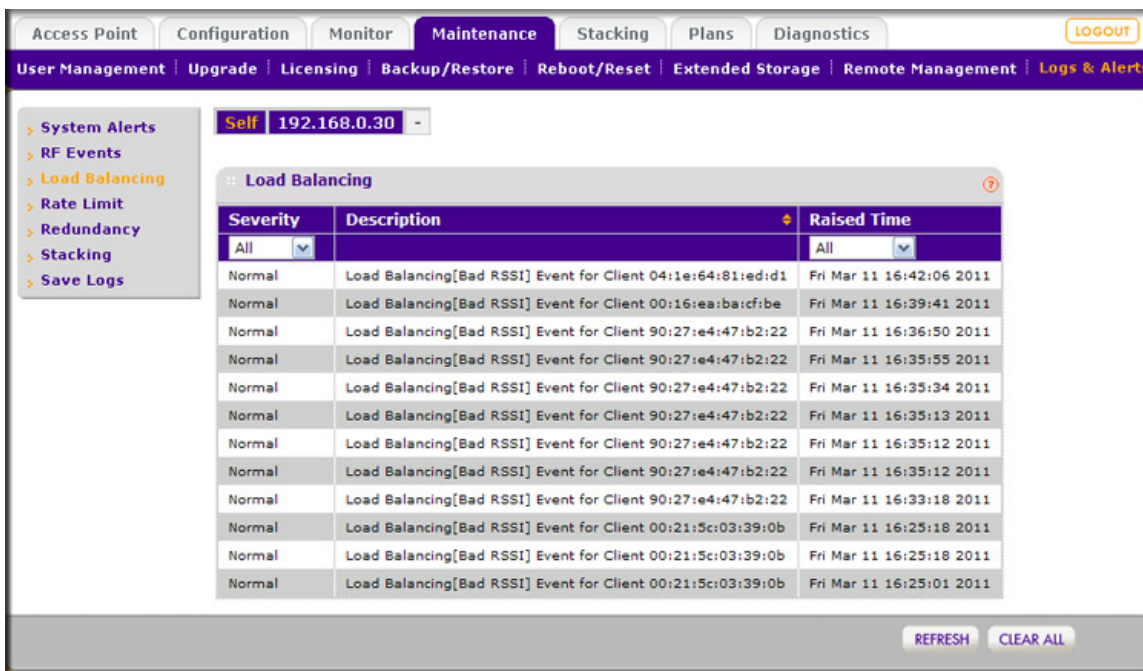 Access Point Configuration Monitor Maintenance Stacking Plans Diagnostics LOGOUT
User Management Upgrade Licensing Backup/Restore Reboot/Reset Extended Storage Remote Management Logs & Alerts
System Alerts
RF Events
Load Balancing
Rate Limit
Redundancy
Stacking
Save Logs
Self 192.168.0.30 -
Load Balancing ?
Severity Description Raised Time
All All
Normal Load Balancing[Bad RSSI] Event for Client 04:1e:64:81:ed:d1 Fri Mar 11 16:42:06 2011
Normal Load Balancing[Bad RSSI] Event for Client 00:16:ea:ba:cf:be Fri Mar 11 16:39:41 2011
Normal Load Balancing[Bad RSSI] Event for Client 90:27:e4:47:b2:22 Fri Mar 11 16:36:50 2011
Normal Load Balancing[Bad RSSI] Event for Client 90:27:e4:47:b2:22 Fri Mar 11 16:35:55 2011
Normal Load Balancing[Bad RSSI] Event for Client 90:27:e4:47:b2:22 Fri Mar 11 16:35:34 2011
Normal Load Balancing[Bad RSSI] Event for Client 90:27:e4:47:b2:22 Fri Mar 11 16:35:13 2011
Normal Load Balancing[Bad RSSI] Event for Client 90:27:e4:47:b2:22 Fri Mar 11 16:35:12 2011
Normal Load Balancing[Bad RSSI] Event for Client 90:27:e4:47:b2:22 Fri Mar 11 16:35:12 2011
Normal Load Balancing[Bad RSSI] Event for Client 90:27:e4:47:b2:22 Fri Mar 11 16:33:18 2011
Normal Load Balancing[Bad RSSI] Event for Client 00:21:5c:03:39:0b Fri Mar 11 16:25:18 2011
Normal Load Balancing[Bad RSSI] Event for Client 00:21:5c:03:39:0b Fri Mar 11 16:25:18 2011
Normal Load Balancing[Bad RSSI] Event for Client 00:21:5c:03:39:0b Fri Mar 11 16:25:01 2011
REFRESH CLEAR ALL